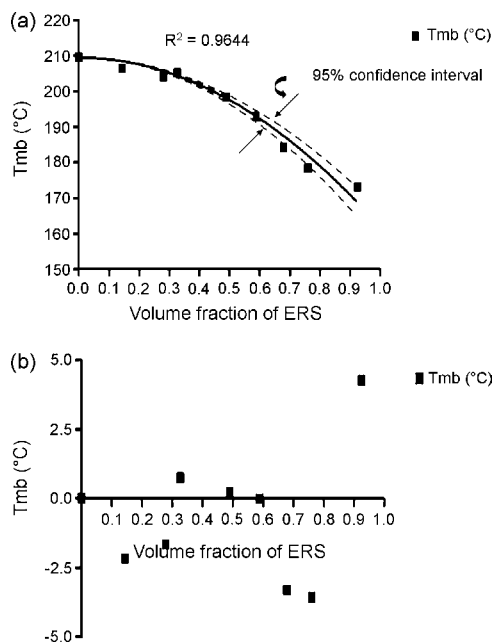 (a)
R² = 0.9644
Tmb (°C)
95% confidence interval
Tmb (°C)
220
210
200
190
180
170
160
150
0.0 0.1 0.2 0.3 0.4 0.5 0.6 0.7 0.8 0.9 1.0
Volume fraction of ERS
(b)
Tmb (°C)
Tmb (°C)
5.0
2.5
0.0
-2.5
-5.0
0.1 0.2 0.3 0.4 0.5 0.6 0.7 0.8 0.9 1.0
Volume fraction of ERS